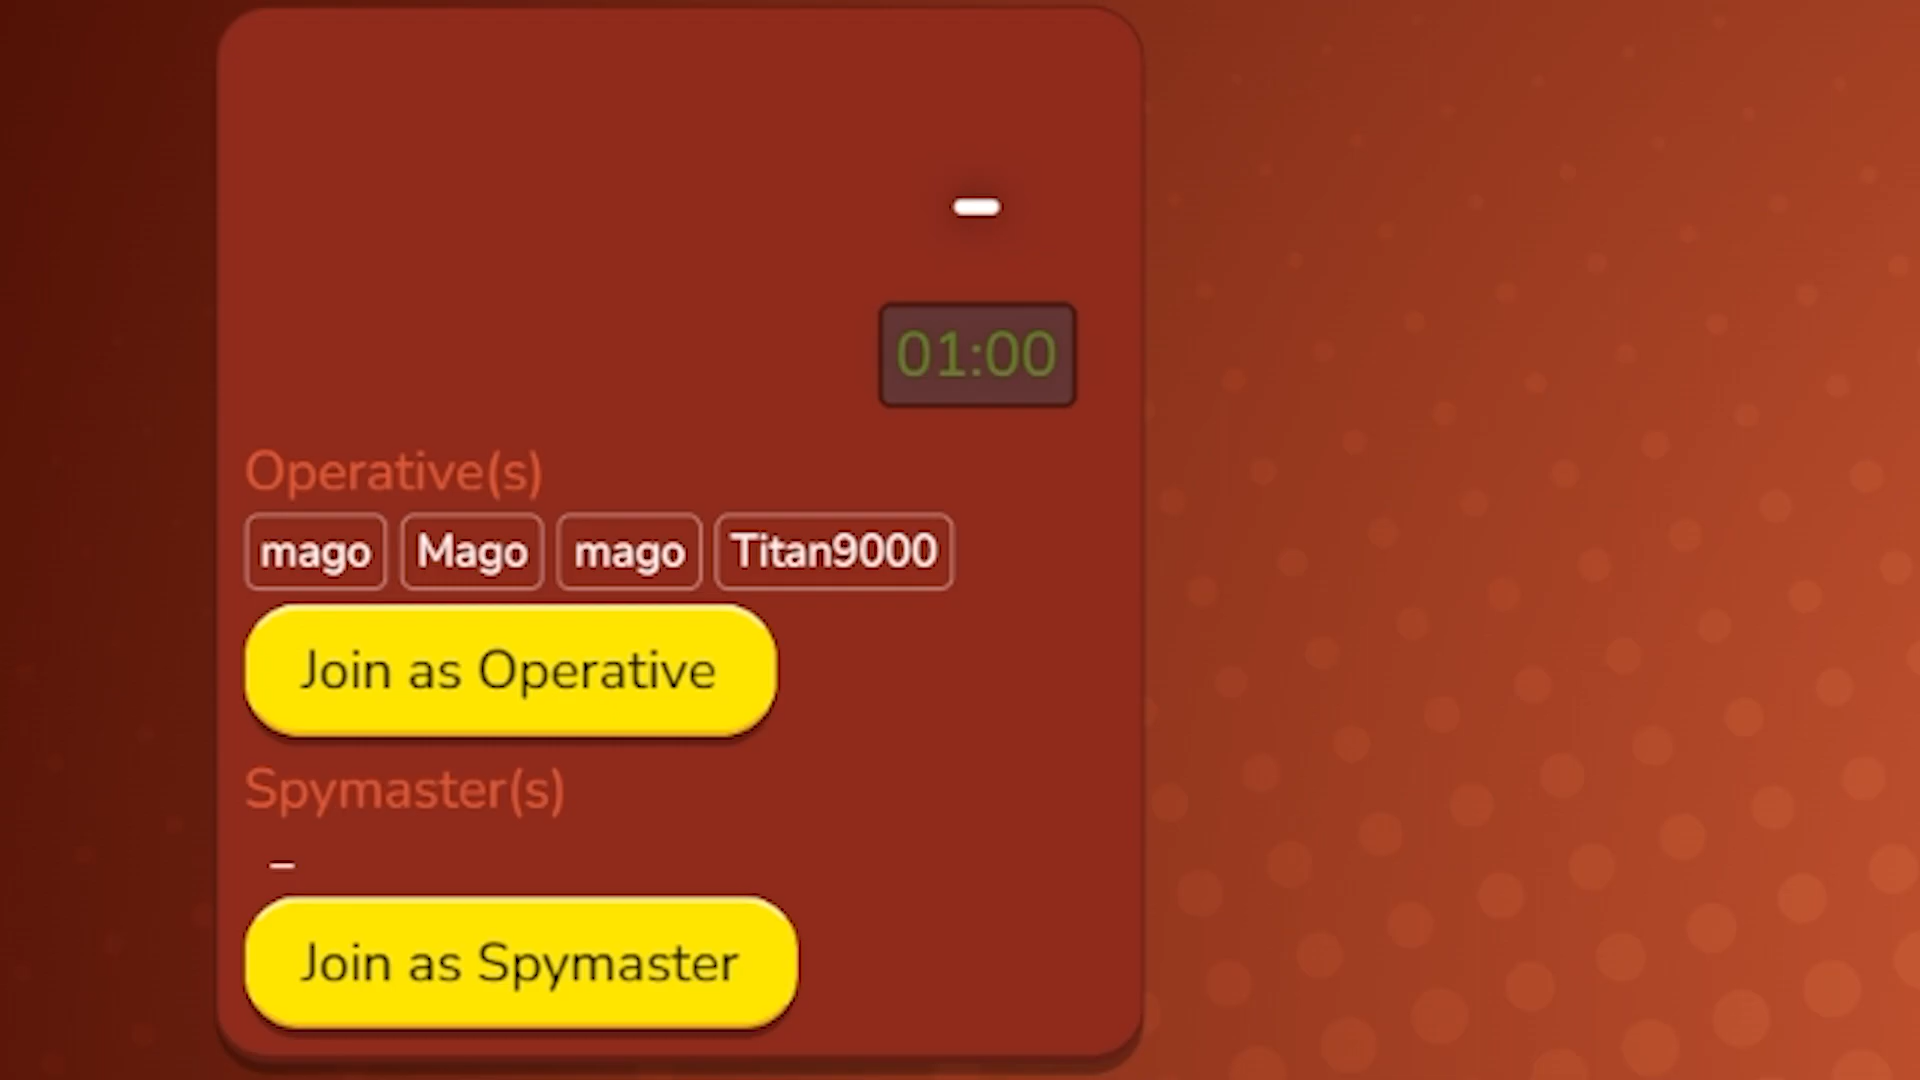 –
01:00
Operative(s)
mago Mago mago Titan9000
Join as Operative
Spymaster(s)
–
Join as Spymaster